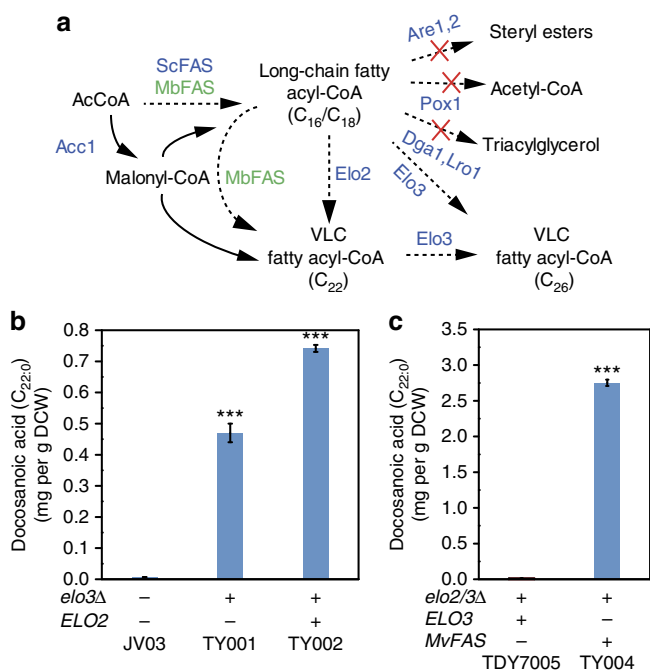 a
Are1,2
Steryl esters
ScFAS
MbFAS
Long-chain fatty
acyl-CoA
(C16/C18)
AcCoA
Acetyl-CoA
Pox1
Acc1
Triacylglycerol
Dga1,Lro1
Malonyl-CoA
MbFAS
Elo2
Elo3
VLC
fatty acyl-CoA
(C22)
Elo3
VLC
fatty acyl-CoA
(C26)
b
Docosanoic acid (C22:0)
(mg per g DCW)
0.8
0.7
0.6
0.5
0.4
0.3
0.2
0.1
0.0
***
***
elo3Δ – + +
ELO2 – – +
JV03 TY001 TY002
c
Docosanoic acid (C22:0)
(mg per g DCW)
3.5
3.0
2.5
2.0
1.5
1.0
0.5
0.0
***
elo2/3Δ + +
ELO3 + –
MvFAS – +
TDY7005 TY004